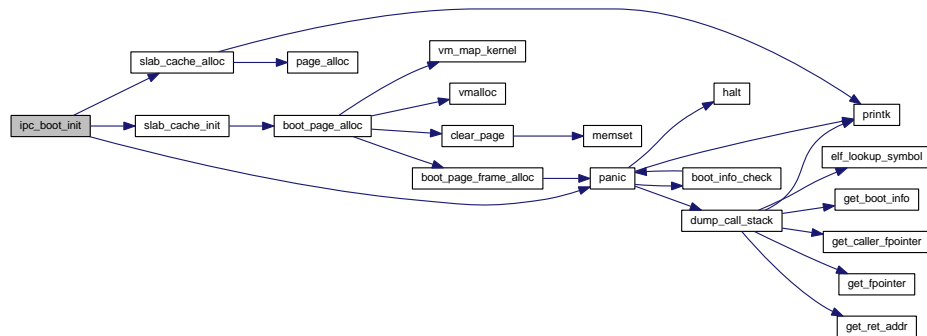 ipc_boot_init
slab_cache_alloc
slab_cache_init
page_alloc
boot_page_alloc
vm_map_kernel
vmalloc
clear_page
boot_page_frame_alloc
memset
panic
halt
boot_info_check
dump_call_stack
printk
elf_lookup_symbol
get_boot_info
get_caller_fpointer
get_fpointer
get_ret_addr